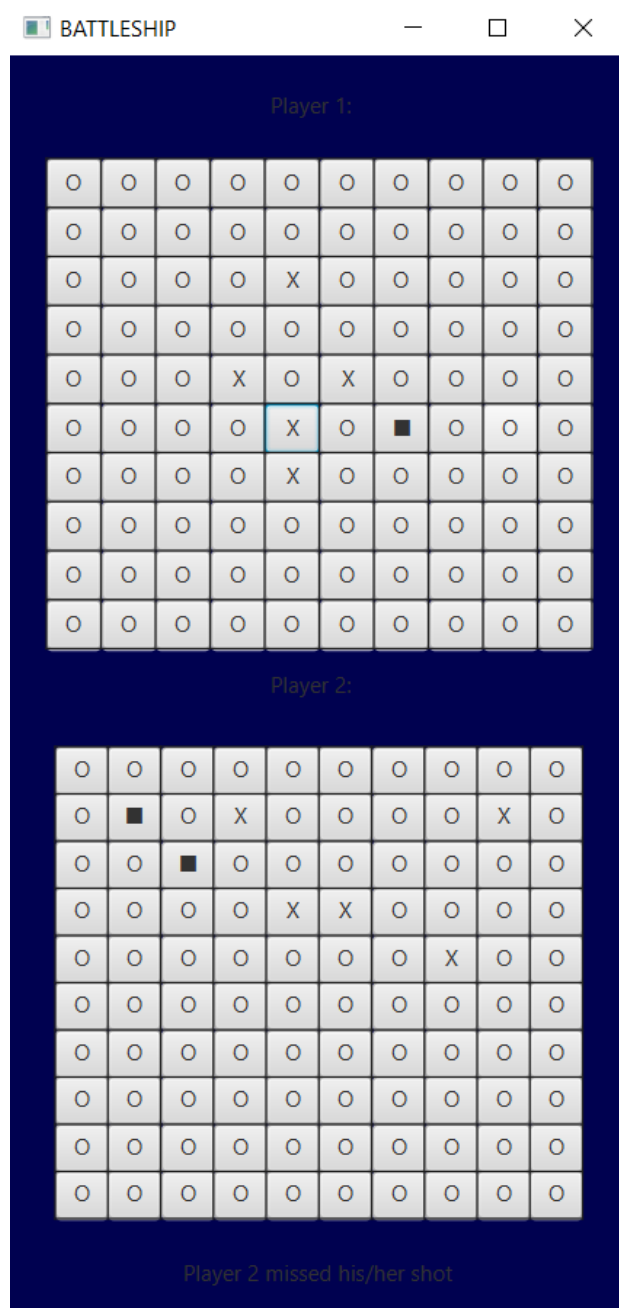 BATTLESHIP
Player 1:
O O O O O O O O O O
O O O O O O O O O O
O O O O X O O O O O
O O O O O O O O O O
O O O X O X O O O O
O O O O X O ■ O O O
O O O O X O O O O O
O O O O O O O O O O
O O O O O O O O O O
O O O O O O O O O O
Player 2:
O O O O O O O O O O
O ■ O X O O O O X O
O O ■ O O O O O O O
O O O O X X O O O O
O O O O O O O X O O
O O O O O O O O O O
O O O O O O O O O O
O O O O O O O O O O
O O O O O O O O O O
O O O O O O O O O O
Player 2 missed his/her shot